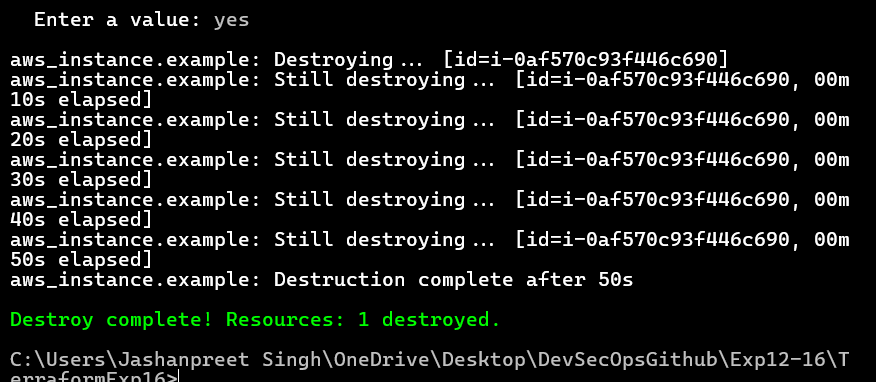 Enter a value: yes
aws_instance.example: Destroying... [id=i-0af570c93f446c690]
aws_instance.example: Still destroying... [id=i-0af570c93f446c690, 00m
10s elapsed]
aws_instance.example: Still destroying... [id=i-0af570c93f446c690, 00m
20s elapsed]
aws_instance.example: Still destroying... [id=i-0af570c93f446c690, 00m
30s elapsed]
aws_instance.example: Still destroying... [id=i-0af570c93f446c690, 00m
40s elapsed]
aws_instance.example: Still destroying... [id=i-0af570c93f446c690, 00m
50s elapsed]
aws_instance.example: Destruction complete after 50s
Destroy complete! Resources: 1 destroyed.
C:\Users\Jashanpreet Singh\OneDrive\Desktop\DevSecOpsGithub\Exp12-16\T
erraformExp16>